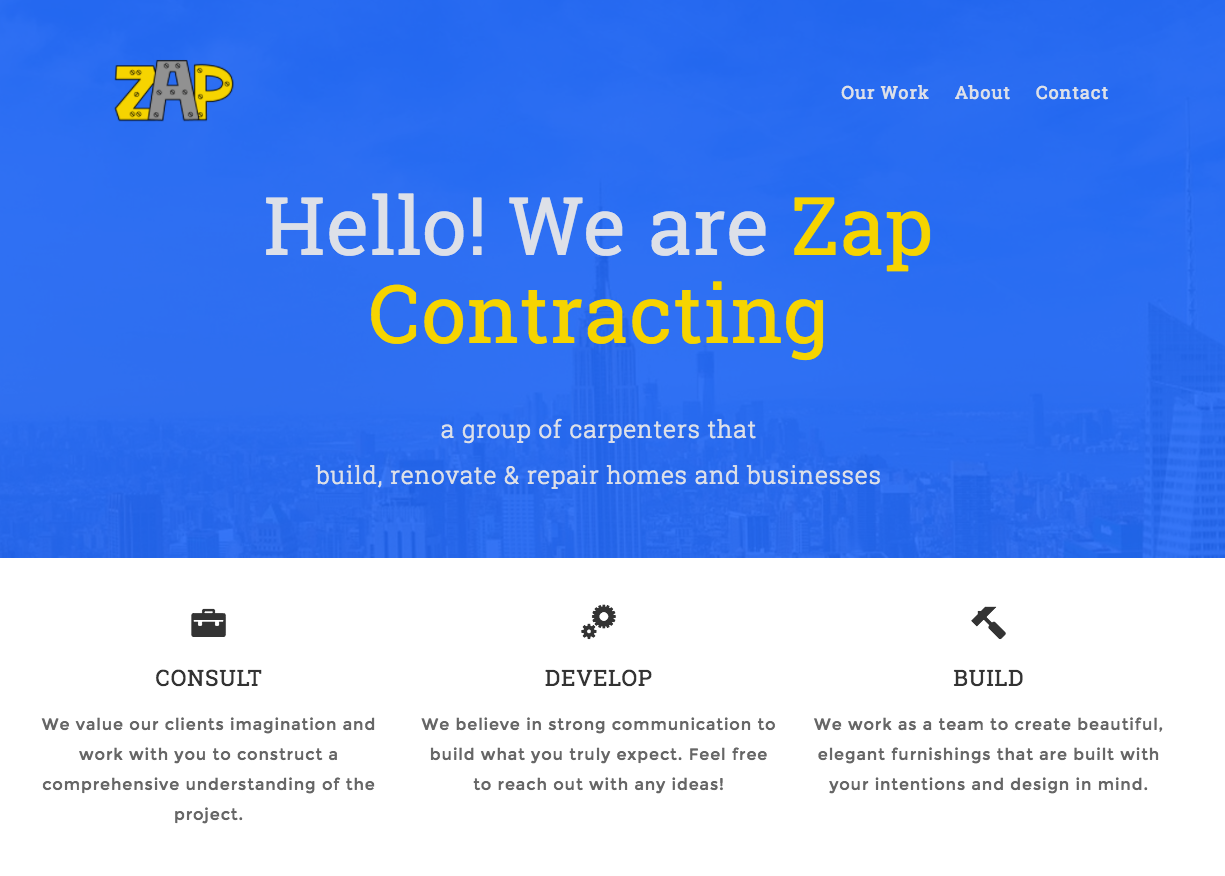 ZAP
Our Work About Contact
Hello! We are Zap
Contracting
a group of carpenters that
build, renovate & repair homes and businesses
CONSULT
We value our clients imagination and
work with you to construct a
comprehensive understanding of the
project.
DEVELOP
We believe in strong communication to
build what you truly expect. Feel free
to reach out with any ideas!
BUILD
We work as a team to create beautiful,
elegant furnishings that are built with
your intentions and design in mind.